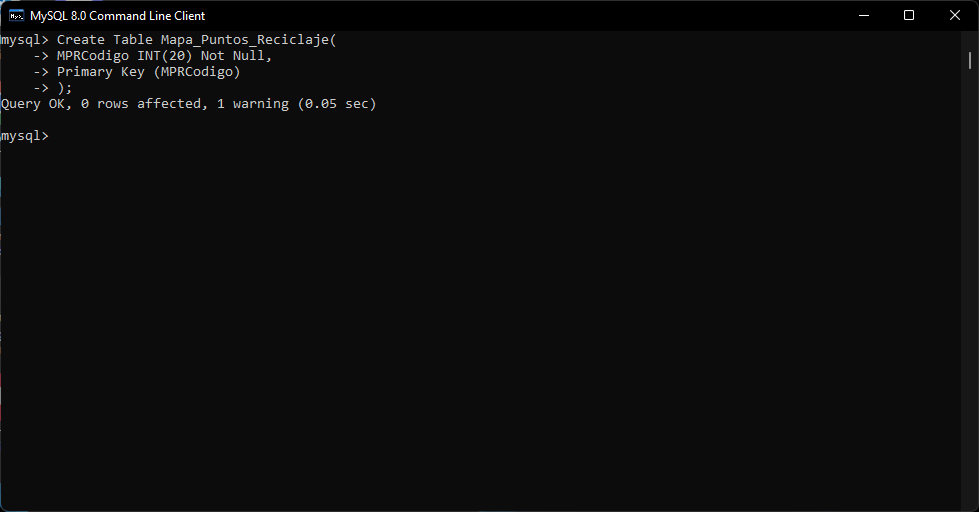 MySQL 8.0 Command Line Client
mysql> Create Table Mapa_Puntos_Reciclaje(
    -> MPRCodigo INT(20) Not Null,
    -> Primary Key (MPRCodigo)
    -> );
Query OK, 0 rows affected, 1 warning (0.05 sec)
mysql>